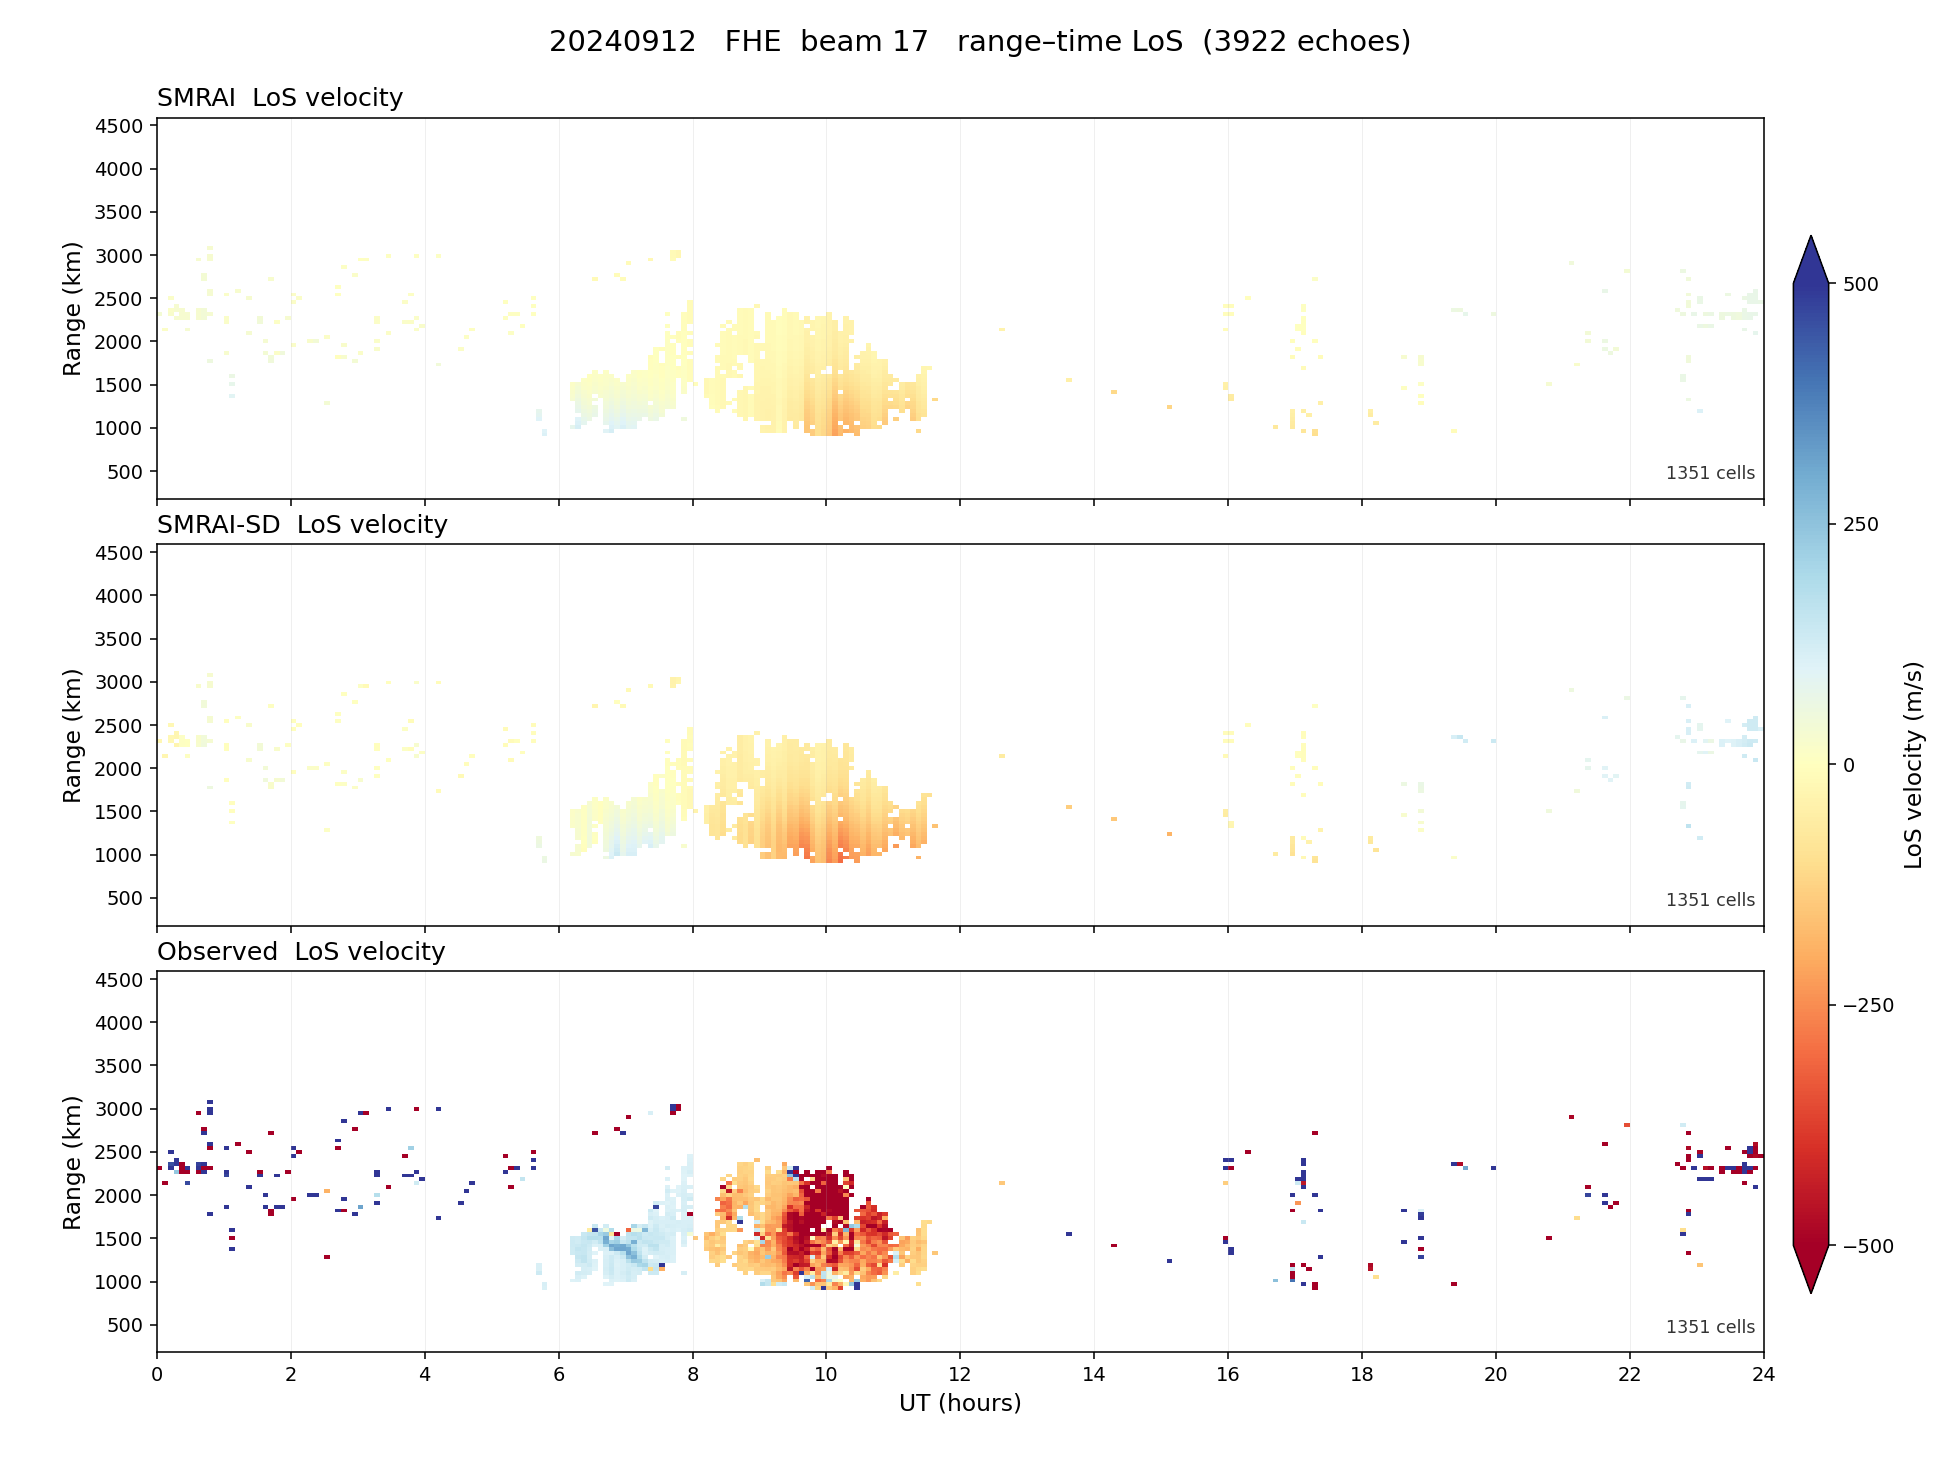 20240912   FHE  beam 17   range–time LoS  (3922 echoes)
SMRAI  LoS velocity
4500
4000
3500
3000
2500
2000
1500
1000
500
Range (km)
1351 cells
SMRAI-SD  LoS velocity
4500
4000
3500
3000
2500
2000
1500
1000
500
Range (km)
1351 cells
Observed  LoS velocity
4500
4000
3500
3000
2500
2000
1500
1000
500
Range (km)
1351 cells
0 2 4 6 8 10 12 14 16 18 20 22 24
UT (hours)
500
250
0
−250
−500
LoS velocity (m/s)